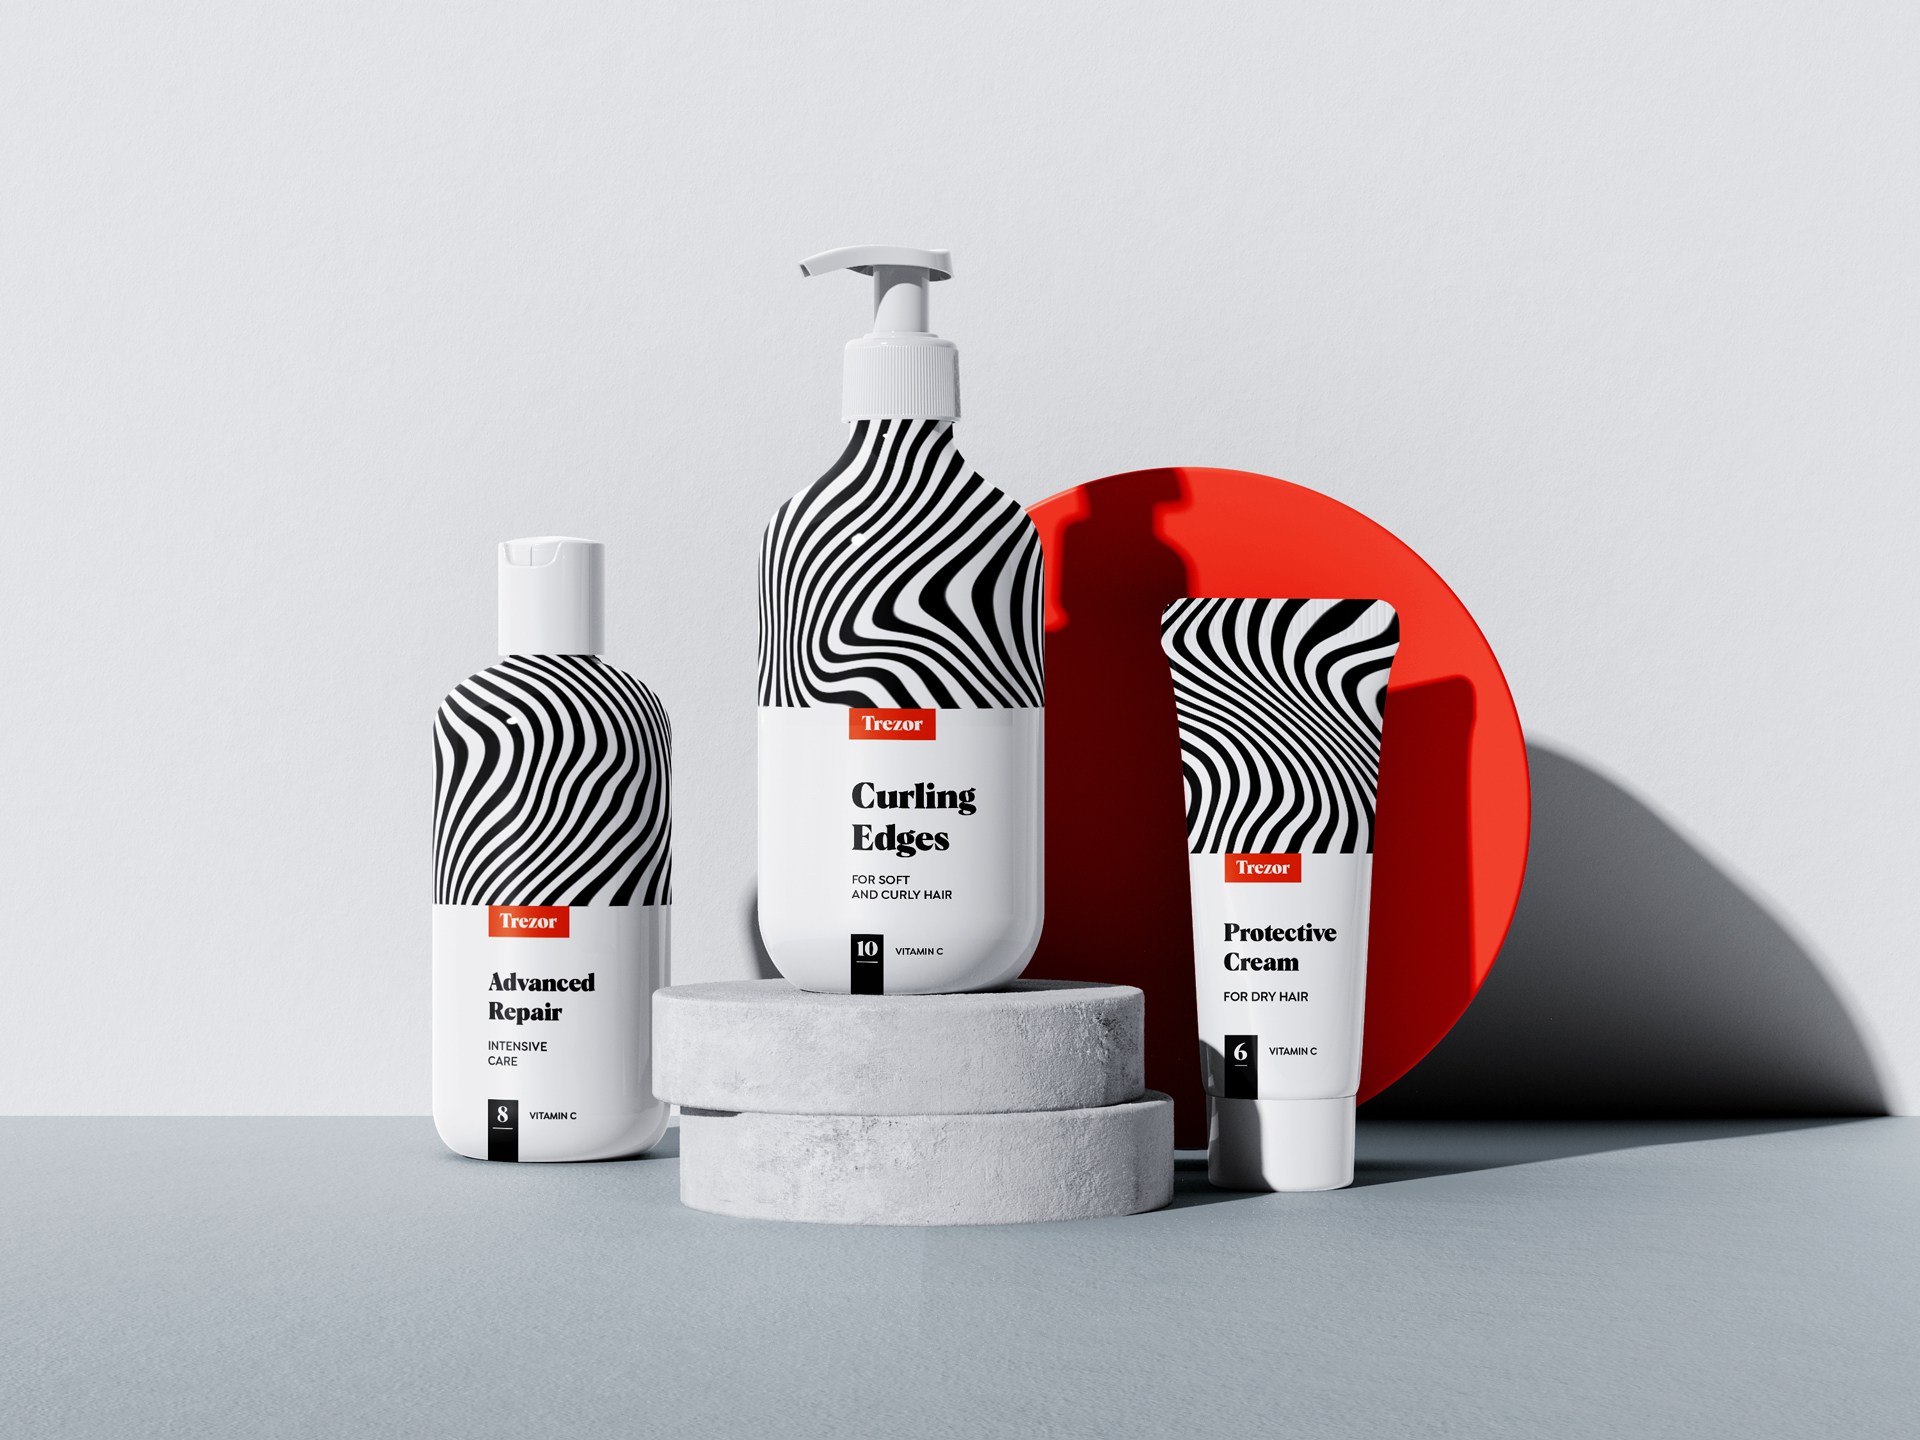 Trezor
Advanced
Repair
INTENSIVE
CARE
8
VITAMIN C
Trezor
Curling
Edges
FOR SOFT
AND CURLY HAIR
10
VITAMIN C
Trezor
Protective
Cream
FOR DRY HAIR
6
VITAMIN C